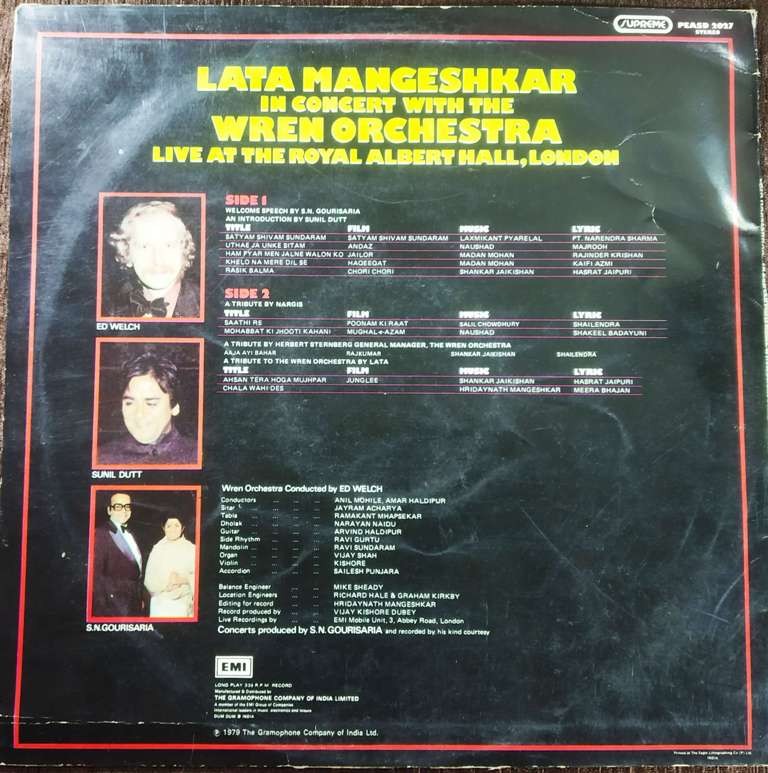 SUPREME PEASD 2027
STEREO
LATA MANGESHKAR
IN CONCERT WITH THE
WREN ORCHESTRA
LIVE AT THE ROYAL ALBERT HALL, LONDON
SIDE 1
WELCOME SPEECH BY S.N. GOURISARIA
AN INTRODUCTION BY SUNIL DUTT
TITLE FILM MUSIC LYRIC
SATYAM SHIVAM SUNDARAM SATYAM SHIVAM SUNDARAM LAXMIKANT PYARELAL PT. NARENDRA SHARMA
UTHAE JA UNKE SITAM ANDAZ NAUSHAD MAJROOH
HAM PYAR MEN JALNE WALON KO JAILOR MADAN MOHAN RAJINDER KRISHAN
KHELO NA MERE DIL SE HAQEEQAT MADAN MOHAN KAIFI AZMI
RASIK BALMA CHORI CHORI SHANKAR JAIKISHAN HASRAT JAIPURI
SIDE 2
A TRIBUTE BY NARGIS
TITLE FILM MUSIC LYRIC
SAATHI RE POONAM KI RAAT SALIL CHOWDHURY SHAILENDRA
MOHABBAT KI JHOOTI KAHANI MUGHAL-e-AZAM NAUSHAD SHAKEEL BADAYUNI
A TRIBUTE BY HERBERT STERNBERG GENERAL MANAGER, THE WREN ORCHESTRA
AAJA AYI BAHAR RAJKUMAR SHANKAR JAIKISHAN SHAILENDRA
A TRIBUTE TO THE WREN ORCHESTRA BY LATA
TITLE FILM MUSIC LYRIC
AHSAN TERA HOGA MUJHPAR JUNGLEE SHANKAR JAIKISHAN HASRAT JAIPURI
CHALA WAHI DES HRIDAYNATH MANGESHKAR MEERA BHAJAN
ED WELCH
SUNIL DUTT
S.N.GOURISARIA
Wren Orchestra Conducted by ED WELCH
Conductors ... ... ... ANIL MOHILE, AMAR HALDIPUR
Sitar ... ... ... JAYRAM ACHARYA
Tabla ... ... ... RAMAKANT MHAPSEKAR
Dholak ... ... ... NARAYAN NAIDU
Guitar ... ... ... ARVIND HALDIPUR
Side Rhythm ... ... ... RAVI GURTU
Mandolin ... ... ... RAVI SUNDARAM
Organ ... ... ... VIJAY SHAH
Violin ... ... ... KISHORE
Accordion ... ... ... SAILESH PUNJARA
Balance Engineer ... ... MIKE SHEADY
Location Engineers ... ... RICHARD HALE & GRAHAM KIRKBY
Editing for record ... ... HRIDAYNATH MANGESHKAR
Record produced by ... ... VIJAY KISHORE DUBEY
Live Recordings by ... ... EMI Mobile Unit, 3, Abbey Road, London
Concerts produced by S.N. GOURISARIA and recorded by his kind courtesy
EMI
LONG PLAY 33⅓ R P M RECORD
Manufactured & Distributed by
THE GRAMOPHONE COMPANY OF INDIA LIMITED
A member of the EMI Group of Companies
International leaders in music electronics and leisure
DUM DUM INDIA
℗ 1979 The Gramophone Company of India Ltd.
Printed at The Eagle Lithographing Co (P) Ltd.
INDIA